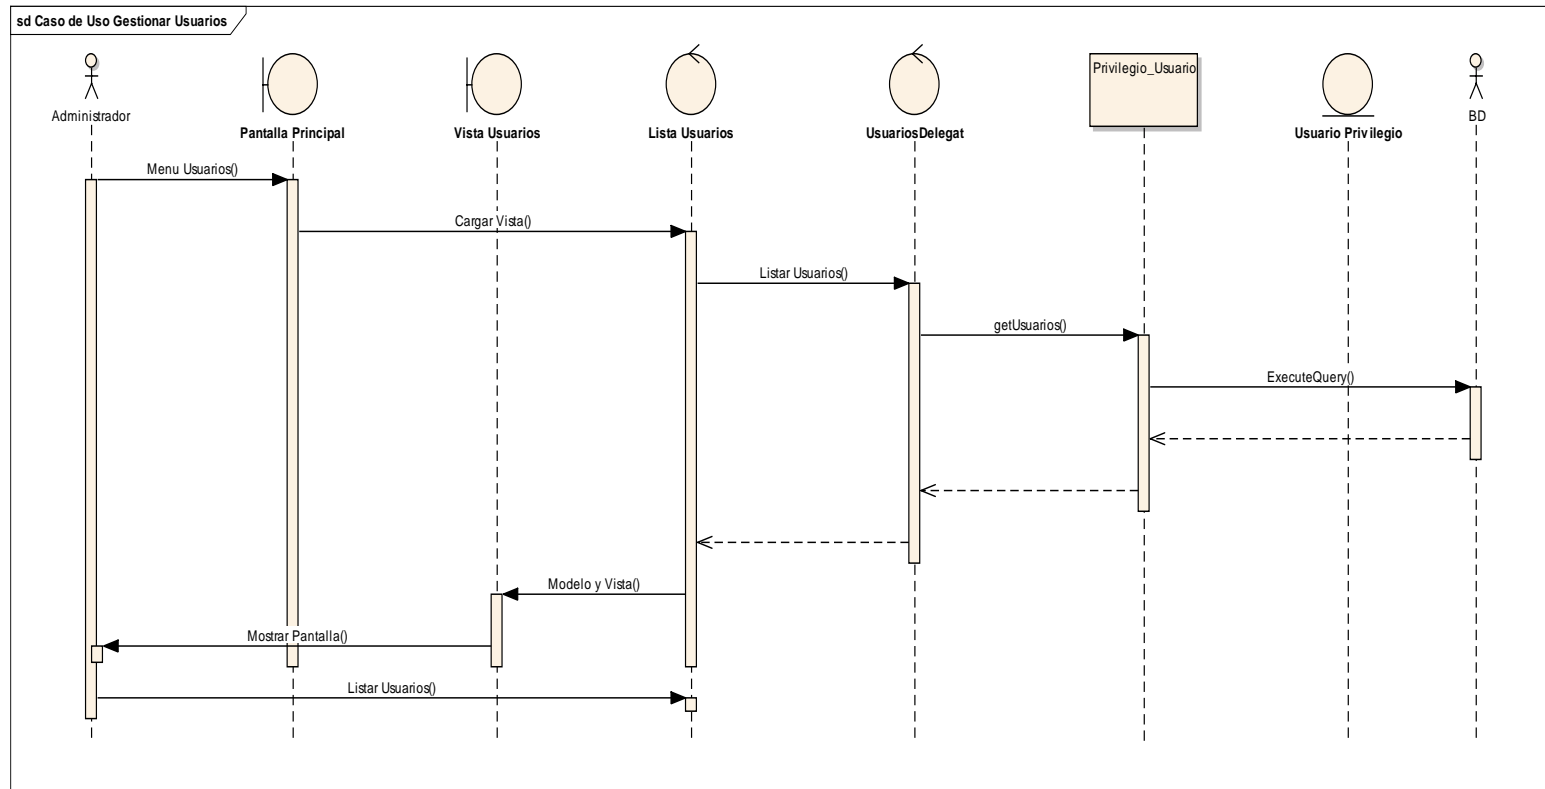 sd Caso de Uso Gestionar Usuarios
Administrador
Pantalla Principal
Vista Usuarios
Lista Usuarios
UsuariosDelegat
Privilegio_Usuario
Usuario Privilegio
BD
Menu Usuarios()
Cargar Vista()
Listar Usuarios()
getUsuarios()
ExecuteQuery()
Modelo y Vista()
Mostrar Pantalla()
Listar Usuarios()